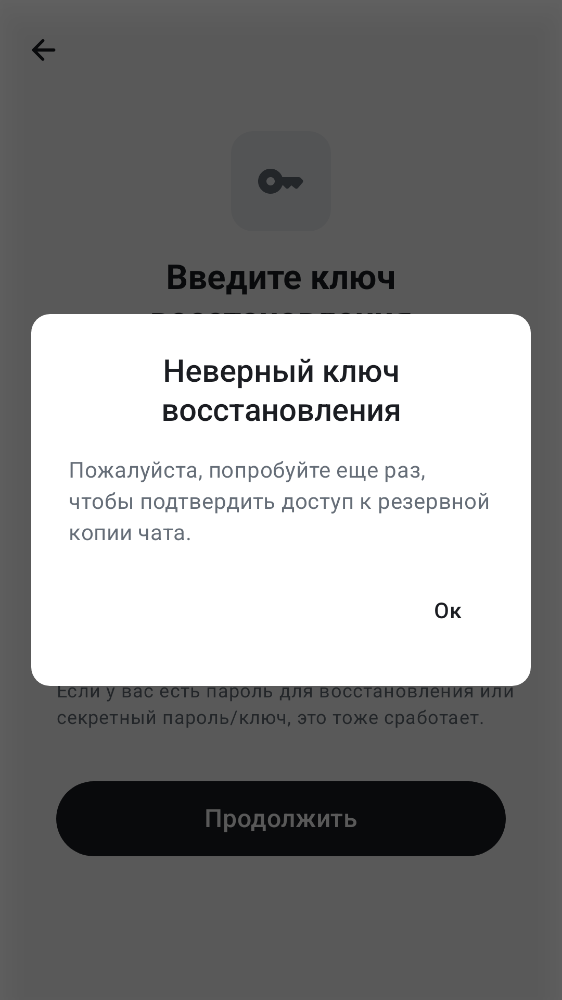 Введите ключ
Неверный ключ
восстановления
Пожалуйста, попробуйте еще раз,
чтобы подтвердить доступ к резервной
копии чата.
Ок
Если у вас есть пароль для восстановления или
секретный пароль/ключ, это тоже сработает.
Продолжить